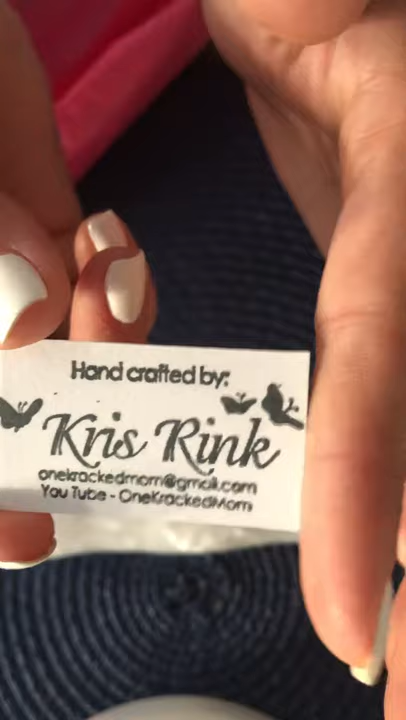 Hand crafted by:
Kris Rink
onekrackedmom@gmail.com
You Tube - OneKrackedMom